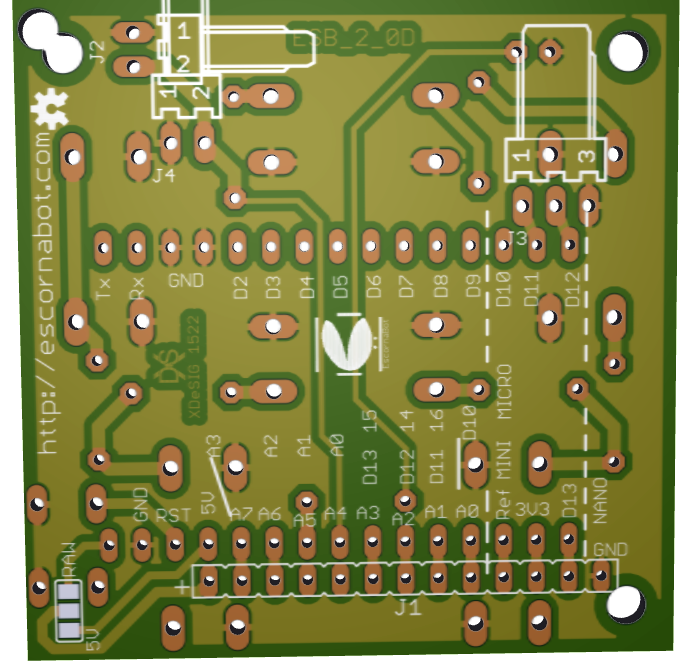 J2
1
2
ESB_2_0D
1 2
J4
1 3
J3
http://escornabot.com
Tx Rx GND D2 D3 D4 D5 D6 D7 D8 D9 D10 D11 D12
DS
XDeSIG 1522
Escornabot
A3 A2 A1 A0 D13 15 D12 14 D11 16 D10
Ref MINI MICRO
GND RST 5V A7 A6 A5 A4 A3 A2 A1 A0 3V3 D13 NANO
GND
RAW
5V
+
J1